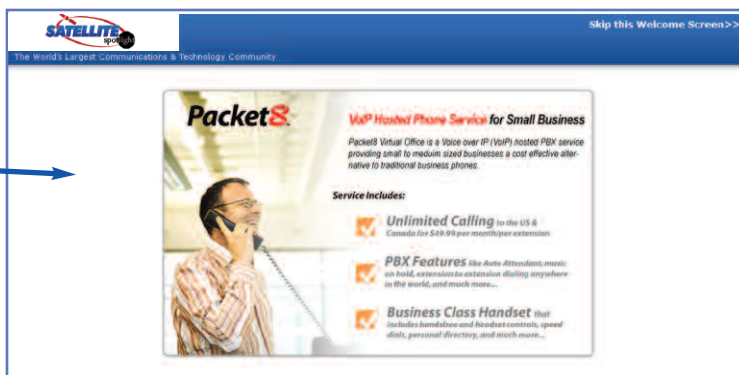 SATELLITE
spotlight
Skip this Welcome Screen>>
The World's Largest Communications & Technology Community
Packet8
VoIP Hosted Phone Service for Small Business
Packet8 Virtual Office is a Voice over IP (VoIP) hosted PBX service
providing small to meduim sized businesses a cost effective alter-
native to traditional business phones.
Service Includes:
Unlimited Calling to the US &
Canada for $49.99 per month/per extension
PBX Features like Auto Attendant, music
on hold, extension to extension dialing anywhere
in the world, and much more...
Business Class Handset that
includes handsfree and headset controls, speed
dials, personal directory, and much more...